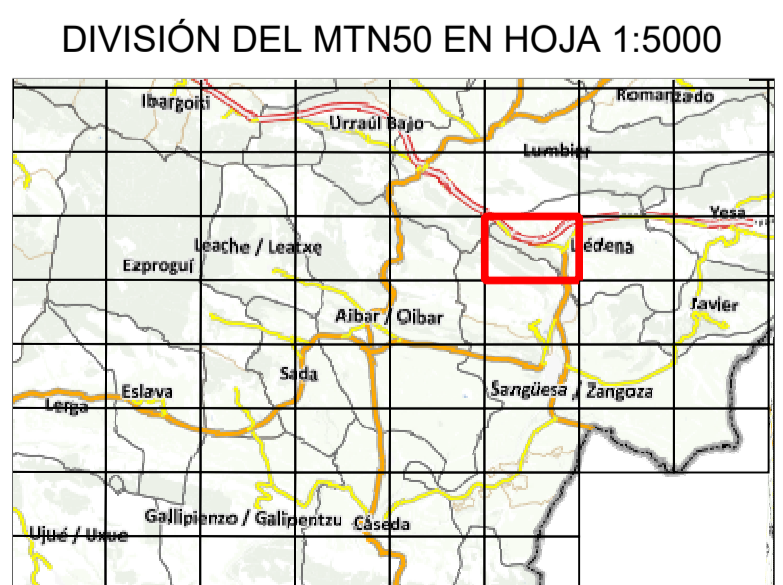 DIVISIÓN DEL MTN50 EN HOJA 1:5000
Ibargoiti
Romanzado
Urraúl Bajo
Lumbier
Yesa
Leache / Leatxe
Liédena
Ezprogui
Javier
Aibar / Oibar
Sada
Eslava
Sangüesa / Zangoza
Lerga
Gallipienzo / Galipentzu
Cáseda
Ujué / Uxue